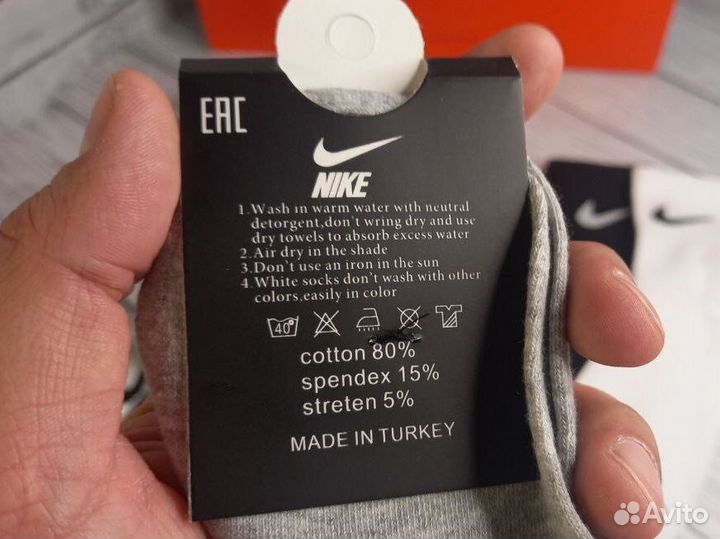 EAC
NIKE
1.Wash in warm water with neutral
detorgent,don't wring dry and use
dry towels to absorb excess water
2.Air dry in the shade
3.Don't use an iron in the sun
4.White socks don't wash with other
colors,easily in color
40°
cotton 80%
spendex 15%
streten 5%
MADE IN TURKEY
Avito